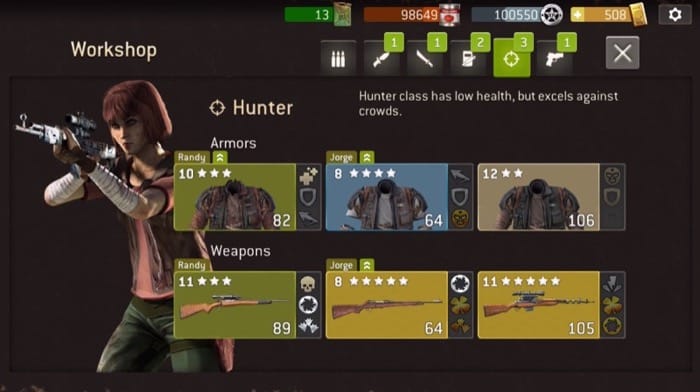 13 98649 100550 508
Workshop
1 1 2 3 1
Hunter
Hunter class has low health, but excels against
crowds.
Armors
Randy Jorge
10 8 12
82 64 106
Weapons
Randy Jorge
11 8 11
89 64 105